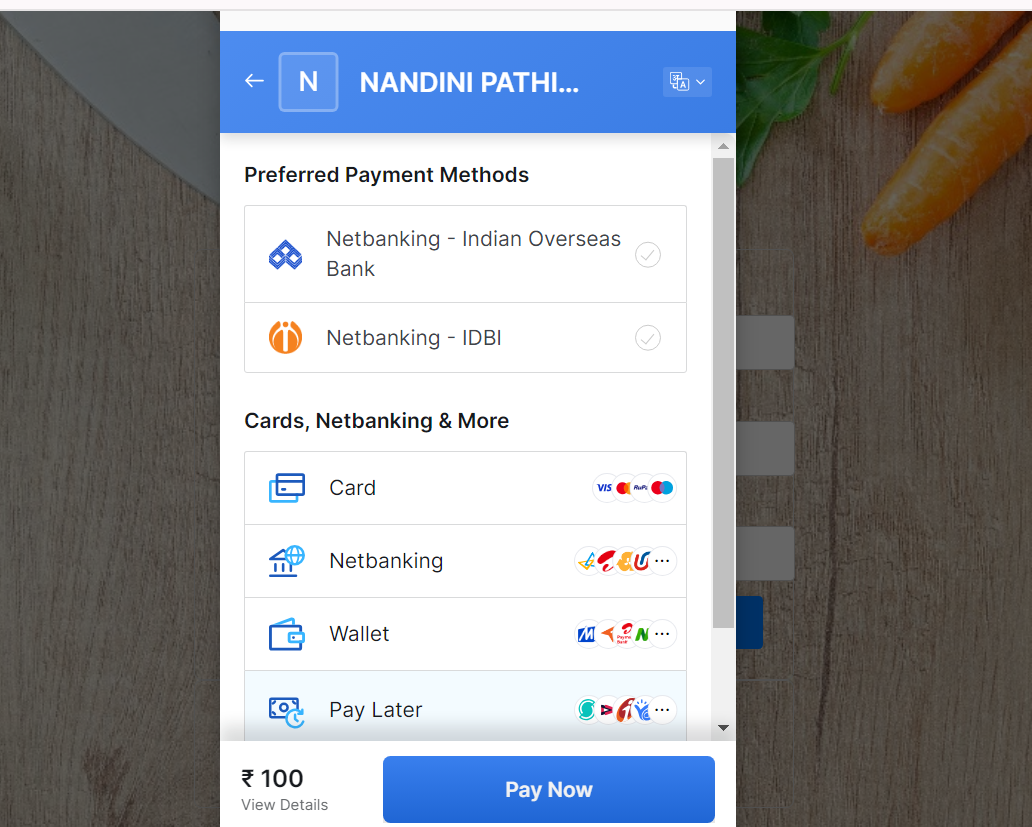 N
NANDINI PATHI...
Preferred Payment Methods
Netbanking - Indian Overseas
Bank
Netbanking - IDBI
Cards, Netbanking & More
Card
VISA
RuPay
Netbanking
Wallet
Pay Later
₹ 100
View Details
Pay Now